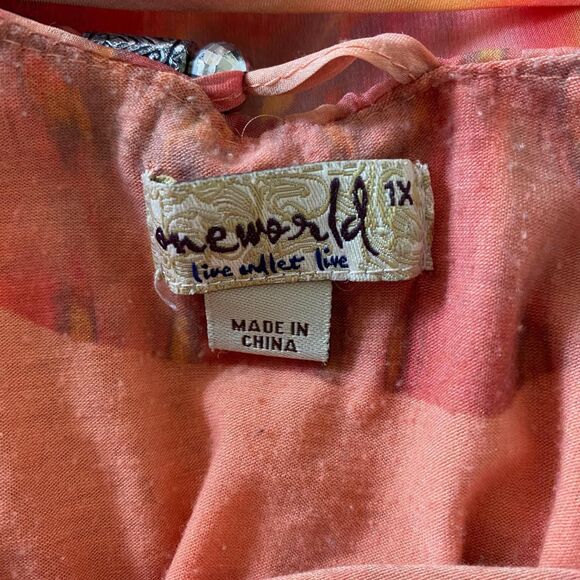 oneworld 1X
live and let live
MADE IN
CHINA